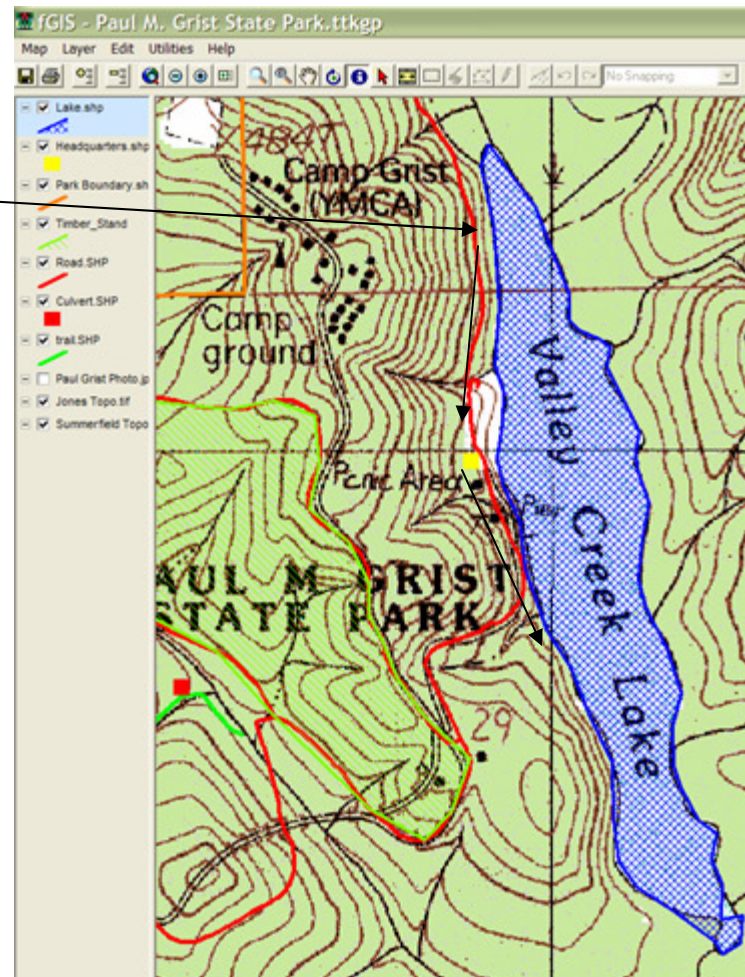 fGIS - Paul M. Grist State Park.ttkgp
Map Layer Edit Utilities Help
No Snapping
Lake.shp
Headquarters.shp
Park Boundary.sh
Timber_Stand
Road.SHP
Culvert.SHP
trail.SHP
Paul Grist Photo.jp
Jones Topo.tif
Summerfield Topo
4847
Camp Grist
(YMCA)
Camp
ground
Valley Creek Lake
Pcnic Area
PAUL M GRIST
STATE PARK
29